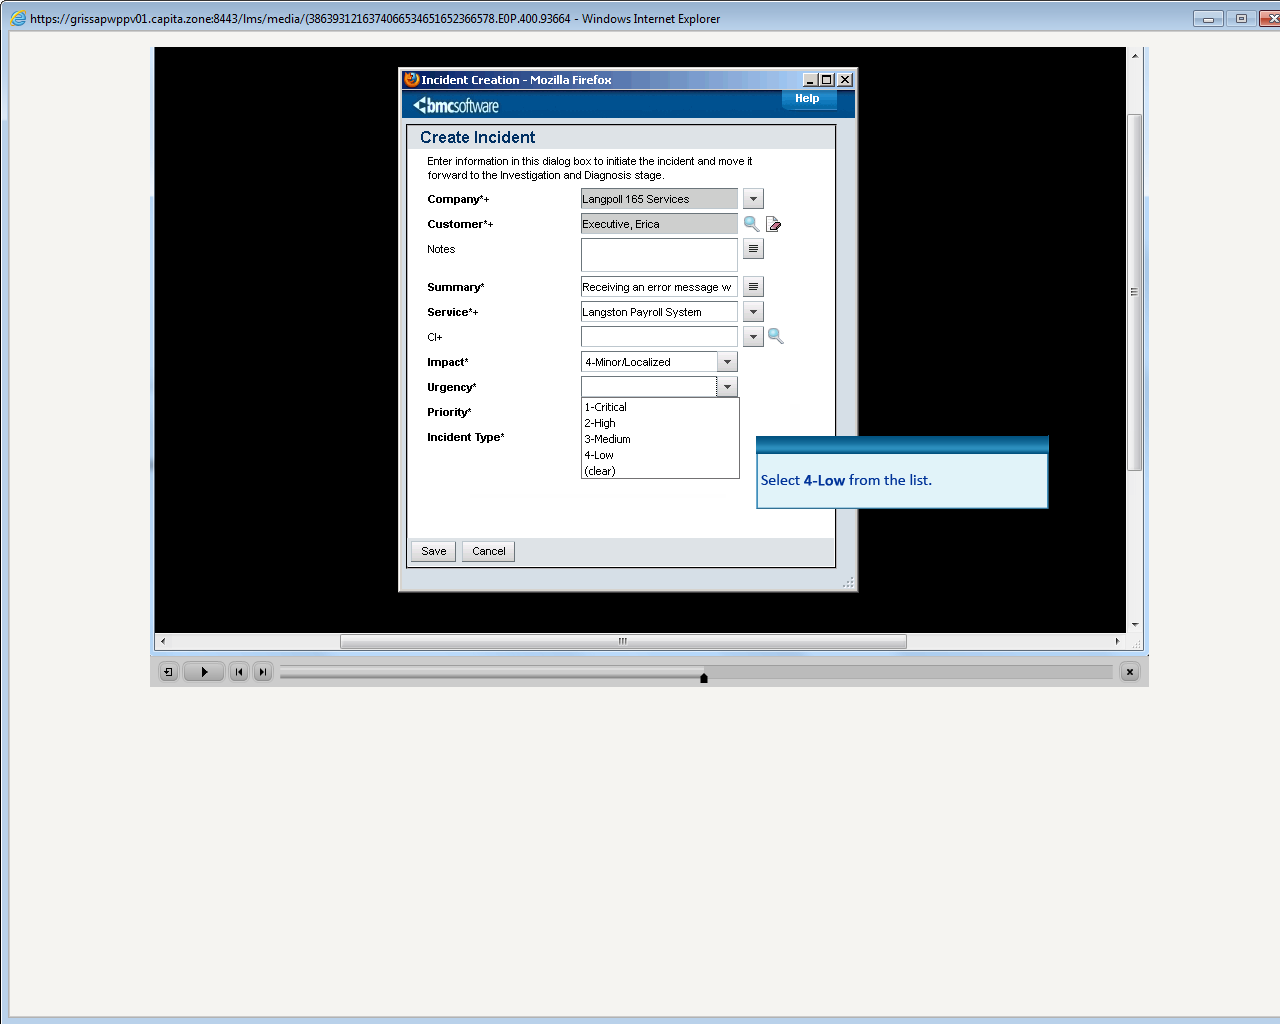 https://grissapwppv01.capita.zone:8443/lms/media/(3863931216374066534651652366578.E0P.400.93664 - Windows Internet Explorer
Incident Creation - Mozilla Firefox
bmcsoftware
Help
Create Incident
Enter information in this dialog box to initiate the incident and move it
forward to the Investigation and Diagnosis stage.
Company*+ Langpoll 165 Services
Customer*+ Executive, Erica
Notes
Summary* Receiving an error message w
Service*+ Langston Payroll System
CI+
Impact* 4-Minor/Localized
Urgency*
Priority*
Incident Type*
1-Critical
2-High
3-Medium
4-Low
(clear)
Select 4-Low from the list.
Save Cancel